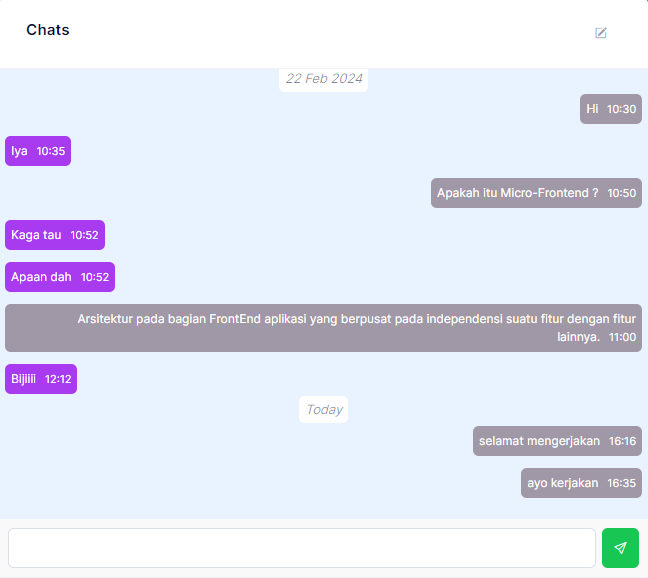 Chats
22 Feb 2024
Hi 10:30
Iya 10:35
Apakah itu Micro-Frontend ? 10:50
Kaga tau 10:52
Apaan dah 10:52
Arsitektur pada bagian FrontEnd aplikasi yang berpusat pada independensi suatu fitur dengan fitur
lainnya. 11:00
Bijiiii 12:12
Today
selamat mengerjakan 16:16
ayo kerjakan 16:35